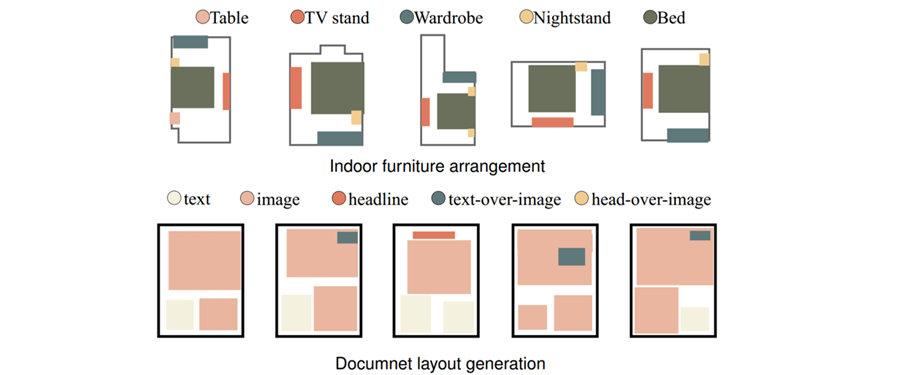 Table TV stand Wardrobe Nightstand Bed
Indoor furniture arrangement
text image headline text-over-image head-over-image
Documnet layout generation